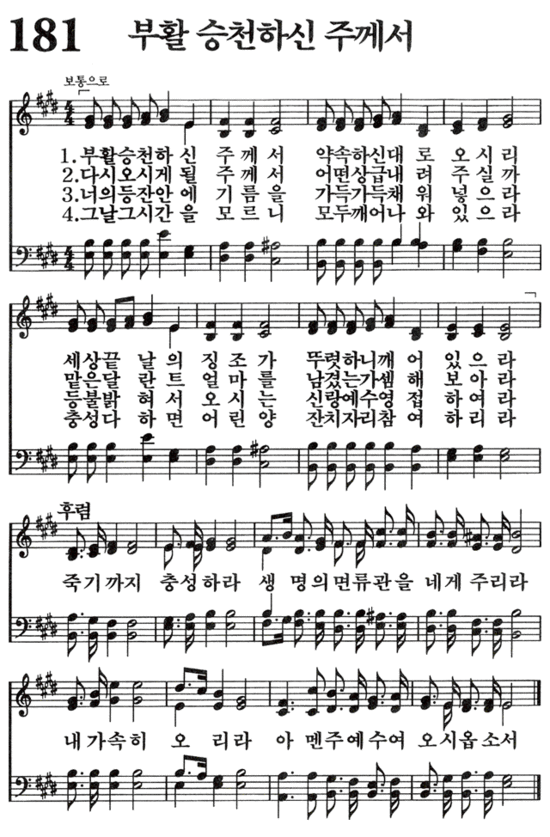 181 부활 승천하신 주께서
보통으로
1.부활승천하 신 주 께 서 약속하신대 로 오 시 리
2.다시오시게 될 주 께 서 어떤상급내 려 주 실 까
3.너의등잔안 에 기 름 을 가득가득채 워 넣 으 라
4.그날그시간 을 모 르 니 모두깨어나 와 있 으 라
세상끝 날 의 징 조 가 뚜렷하니깨 어 있 으 라
맡은달 란 트 얼 마 를 남겼는가셈 해 보 아 라
등불밝 혀 서 오 시 는 신랑예수영 접 하 여 라
충성다 하 면 어 린 양 잔치자리참 여 하 리 라
후렴
죽 기 까 지 충 성 하 라 생 명 의 면 류 관 을 네 게 주 리 라
내 가 속 히 오 리 라 아 멘 주 예 수 여 오 시 옵 소 서